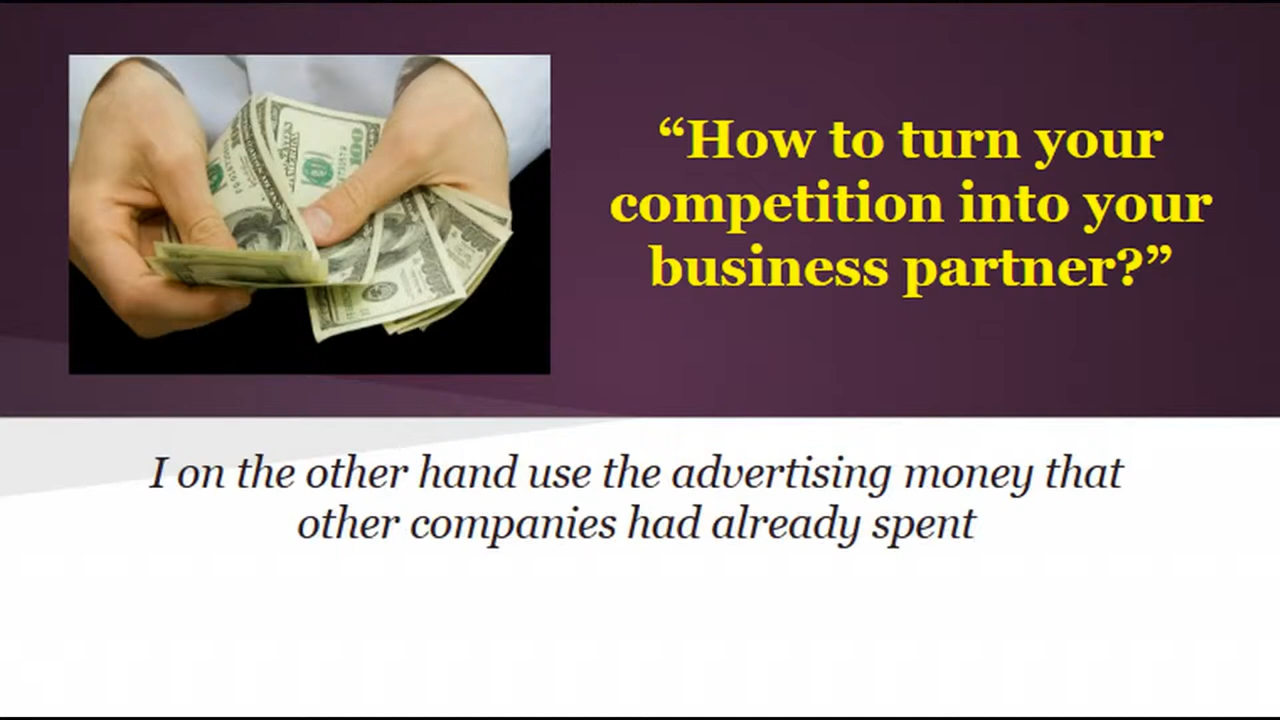 “How to turn your
competition into your
business partner?”
I on the other hand use the advertising money that
other companies had already spent